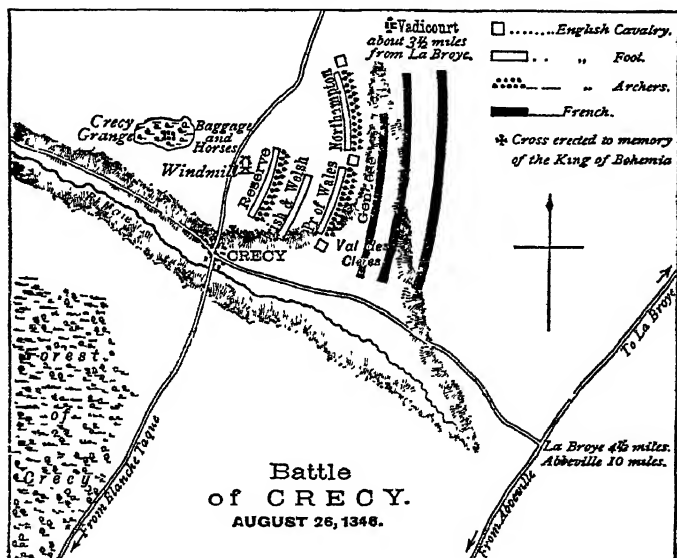 Vadicourt
about 3½ miles
from La Broye.
English Cavalry.
" Foot.
" Archers.
French.
Cross erected to memory
of the King of Bohemia
Crecy
Grange
Baggage
and
Horses
Windmill
Reserve
& Welsh
Pr of Wales
Northampton
Genoese
Val des
Clercs
CRECY
Forest
of
Crecy
From Blanche Taque
To La Broye
La Broye 4½ miles.
Abbeville 10 miles.
From Abbeville
Battle
of CRECY.
AUGUST 26, 1346.